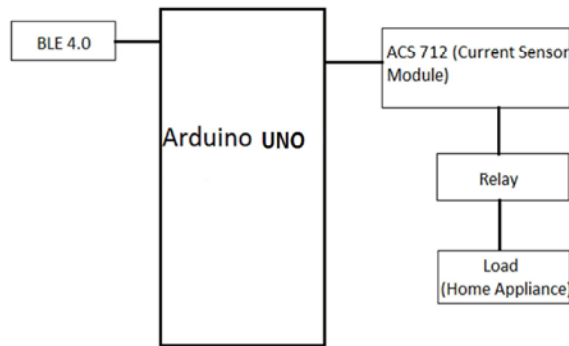 BLE 4.0
Arduino UNO
ACS 712 (Current Sensor
Module)
Relay
Load
(Home Appliance)